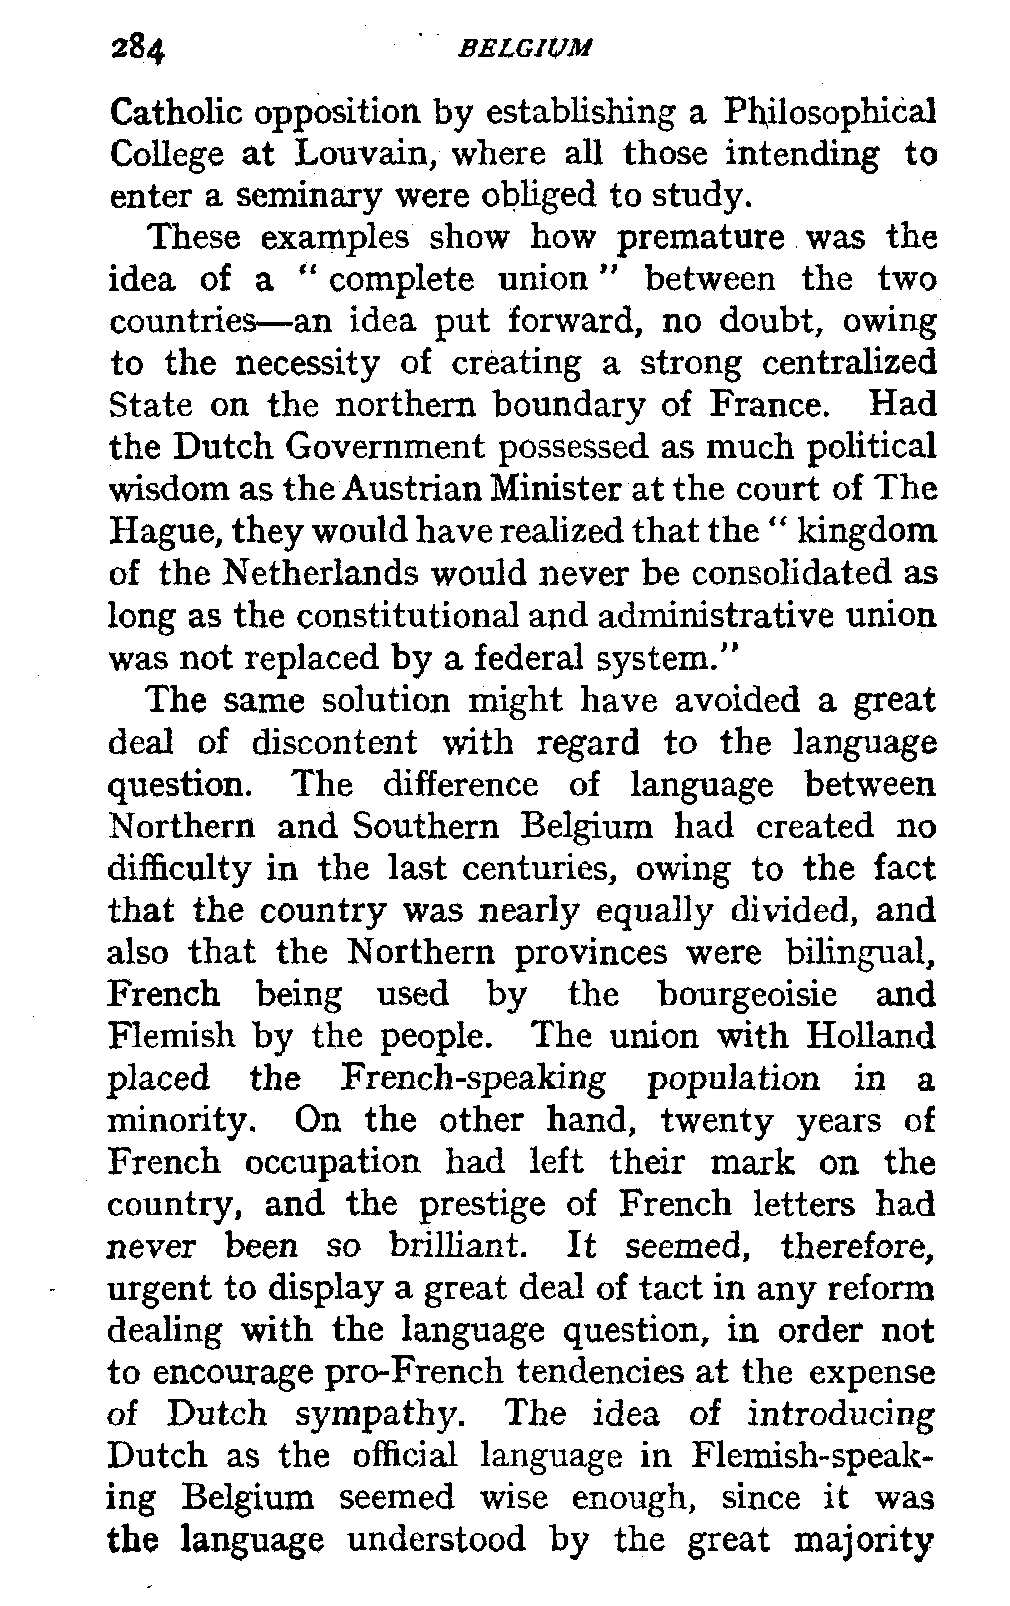 284 BELGIUM
Catholic opposition by establishing a Philosophical
College at Louvain, where all those intending to
enter a seminary were obliged to study.
These examples show how premature was the
idea of a “ complete union ” between the two
countries—an idea put forward, no doubt, owing
to the necessity of creating a strong centralized
State on the northern boundary of France. Had
the Dutch Government possessed as much political
wisdom as the Austrian Minister at the court of The
Hague, they would have realized that the “ kingdom
of the Netherlands would never be consolidated as
long as the constitutional and administrative union
was not replaced by a federal system.”
The same solution might have avoided a great
deal of discontent with regard to the language
question. The difference of language between
Northern and Southern Belgium had created no
difficulty in the last centuries, owing to the fact
that the country was nearly equally divided, and
also that the Northern provinces were bilingual,
French being used by the bourgeoisie and
Flemish by the people. The union with Holland
placed the French-speaking population in a
minority. On the other hand, twenty years of
French occupation had left their mark on the
country, and the prestige of French letters had
never been so brilliant. It seemed, therefore,
urgent to display a great deal of tact in any reform
dealing with the language question, in order not
to encourage pro-French tendencies at the expense
of Dutch sympathy. The idea of introducing
Dutch as the official language in Flemish-speak-
ing Belgium seemed wise enough, since it was
the language understood by the great majority